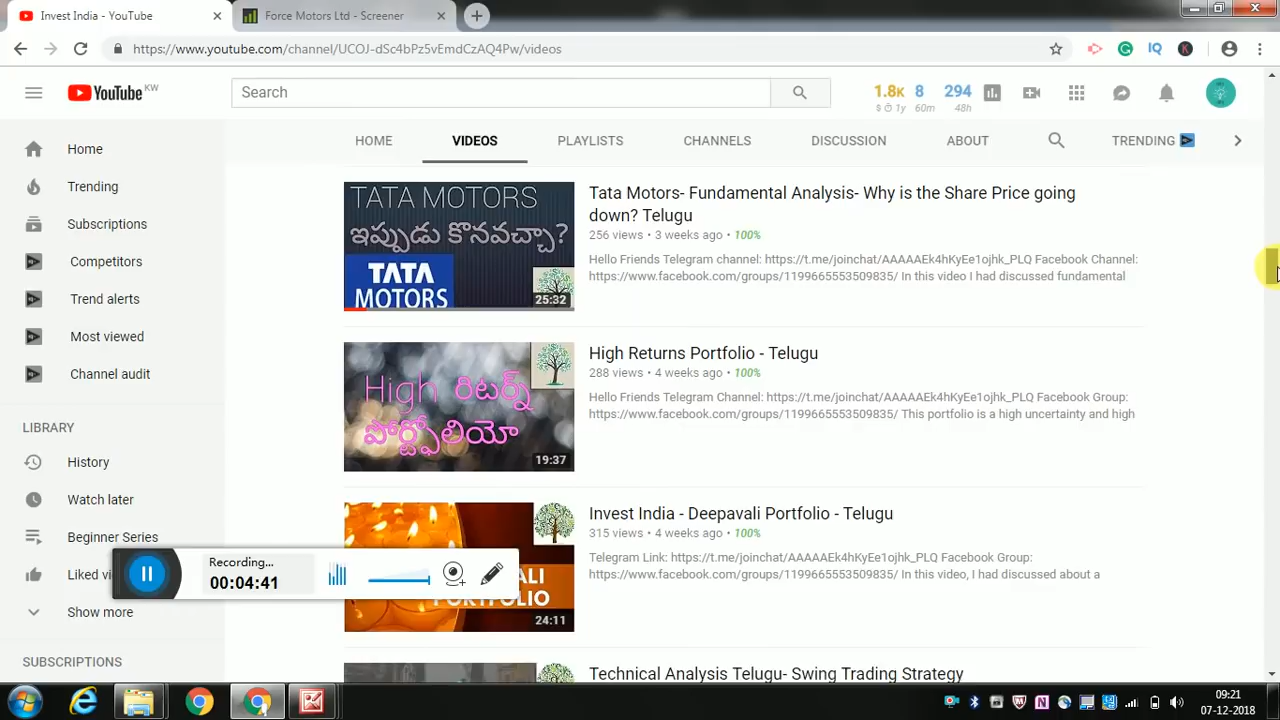 Invest India - YouTube
Force Motors Ltd - Screener
https://www.youtube.com/channel/UCOJ-dSc4bPz5vEmdCzAQ4Pw/videos
YouTube KW
Search
1.8K 8 294
$ 1y 60m 48h
HOME VIDEOS PLAYLISTS CHANNELS DISCUSSION ABOUT TRENDING
Home
Trending
Subscriptions
Competitors
Trend alerts
Most viewed
Channel audit
LIBRARY
History
Watch later
Beginner Series
Liked vi
Show more
SUBSCRIPTIONS
TATA MOTORS
ఇప్పుడు కొనవచ్చా?
TATA
MOTORS
25:32
Tata Motors- Fundamental Analysis- Why is the Share Price going
down? Telugu
256 views • 3 weeks ago • 100%
Hello Friends Telegram channel: https://t.me/joinchat/AAAAAEk4hKyEe1ojhk_PLQ Facebook Channel:
https://www.facebook.com/groups/1199665553509835/ In this video I had discussed fundamental
High రిటర్న్
పోర్ట్ఫోలియో
19:37
High Returns Portfolio - Telugu
288 views • 4 weeks ago • 100%
Hello Friends Telegram Channel: https://t.me/joinchat/AAAAAEk4hKyEe1ojhk_PLQ Facebook Group:
https://www.facebook.com/groups/1199665553509835/ This portfolio is a high uncertainty and high
ALI
PORTFOLIO
24:11
Invest India - Deepavali Portfolio - Telugu
315 views • 4 weeks ago • 100%
Telegram Link: https://t.me/joinchat/AAAAAEk4hKyEe1ojhk_PLQ Facebook Group:
https://www.facebook.com/groups/1199665553509835/ In this video, I had discussed about a
Technical Analysis Telugu- Swing Trading Strategy
Recording...
00:04:41
09:21
07-12-2018